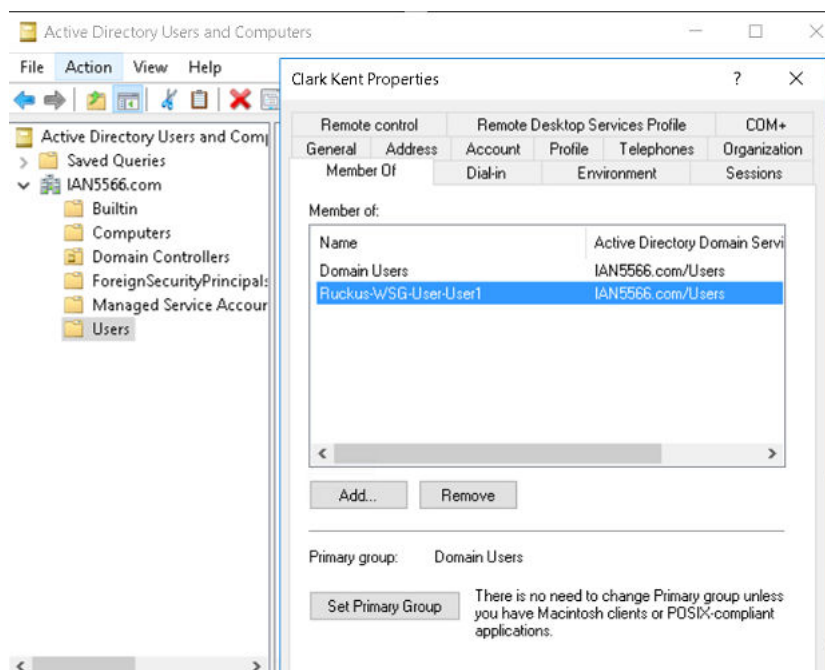 Active Directory Users and Computers
File Action View Help
Active Directory Users and Comp
Saved Queries
IAN5566.com
Builtin
Computers
Domain Controllers
ForeignSecurityPrincipals
Managed Service Accour
Users
Clark Kent Properties
?
Remote control Remote Desktop Services Profile COM+
General Address Account Profile Telephones Organization
Member Of Dial-in Environment Sessions
Member of:
Name Active Directory Domain Servi
Domain Users IAN5566.com/Users
Ruckus-WSG-User-User1 IAN5566.com/Users
Add... Remove
Primary group: Domain Users
Set Primary Group
There is no need to change Primary group unless
you have Macintosh clients or POSIX-compliant
applications.